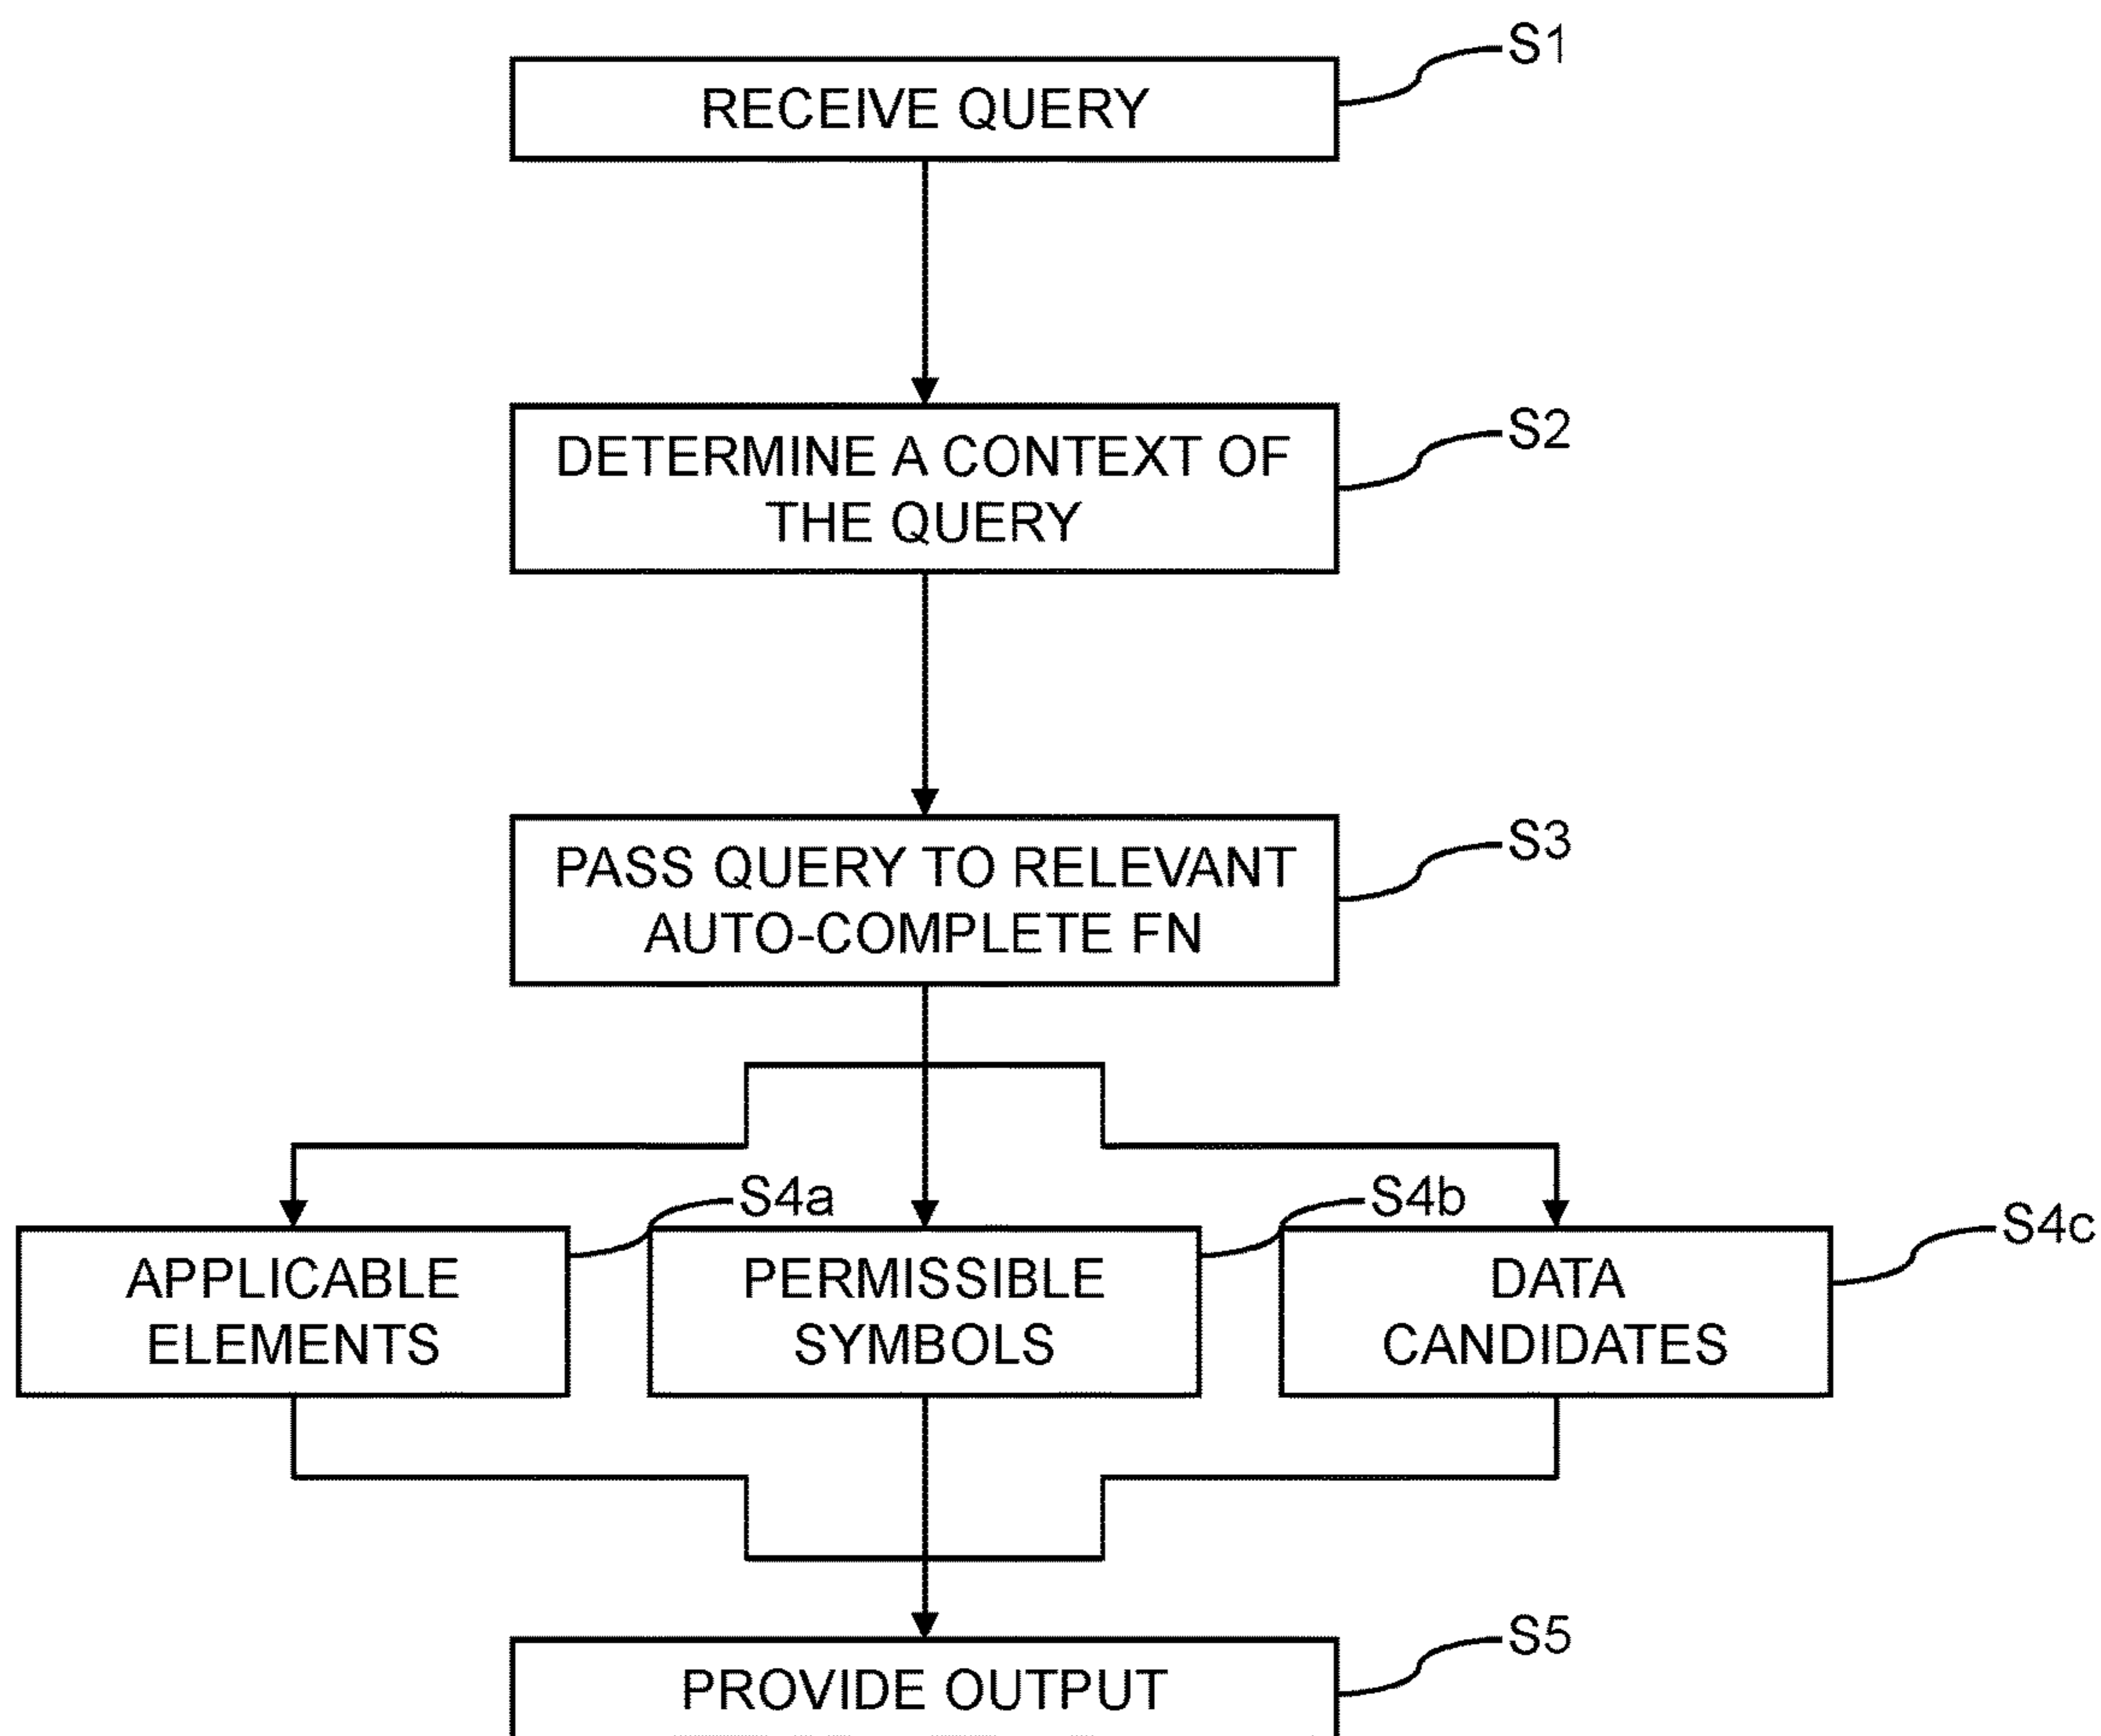 S1
RECEIVE QUERY
S2
DETERMINE A CONTEXT OF
THE QUERY
S3
PASS QUERY TO RELEVANT
AUTO-COMPLETE FN
S4a
APPLICABLE
ELEMENTS
S4b
PERMISSIBLE
SYMBOLS
S4c
DATA
CANDIDATES
S5
PROVIDE OUTPUT